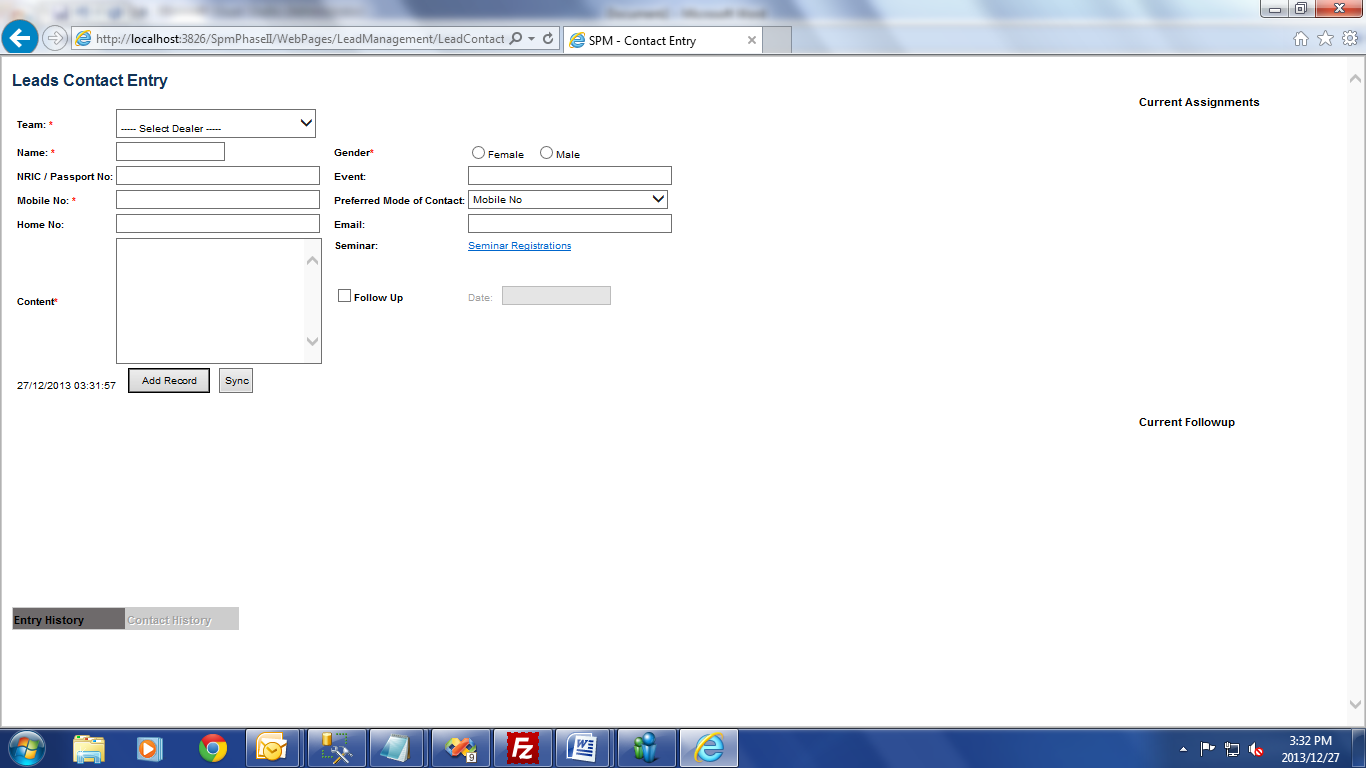 http://localhost:3826/SpmPhaseII/WebPages/LeadManagement/LeadContact
SPM - Contact Entry
Leads Contact Entry
Current Assignments
Team: *
----- Select Dealer -----
Name: *
Gender*
Female
Male
NRIC / Passport No:
Event:
Mobile No: *
Preferred Mode of Contact:
Mobile No
Home No:
Email:
Seminar:
Seminar Registrations
Content*
Follow Up
Date:
27/12/2013 03:31:57
Add Record
Sync
Current Followup
Entry History
Contact History
9
3:32 PM
2013/12/27